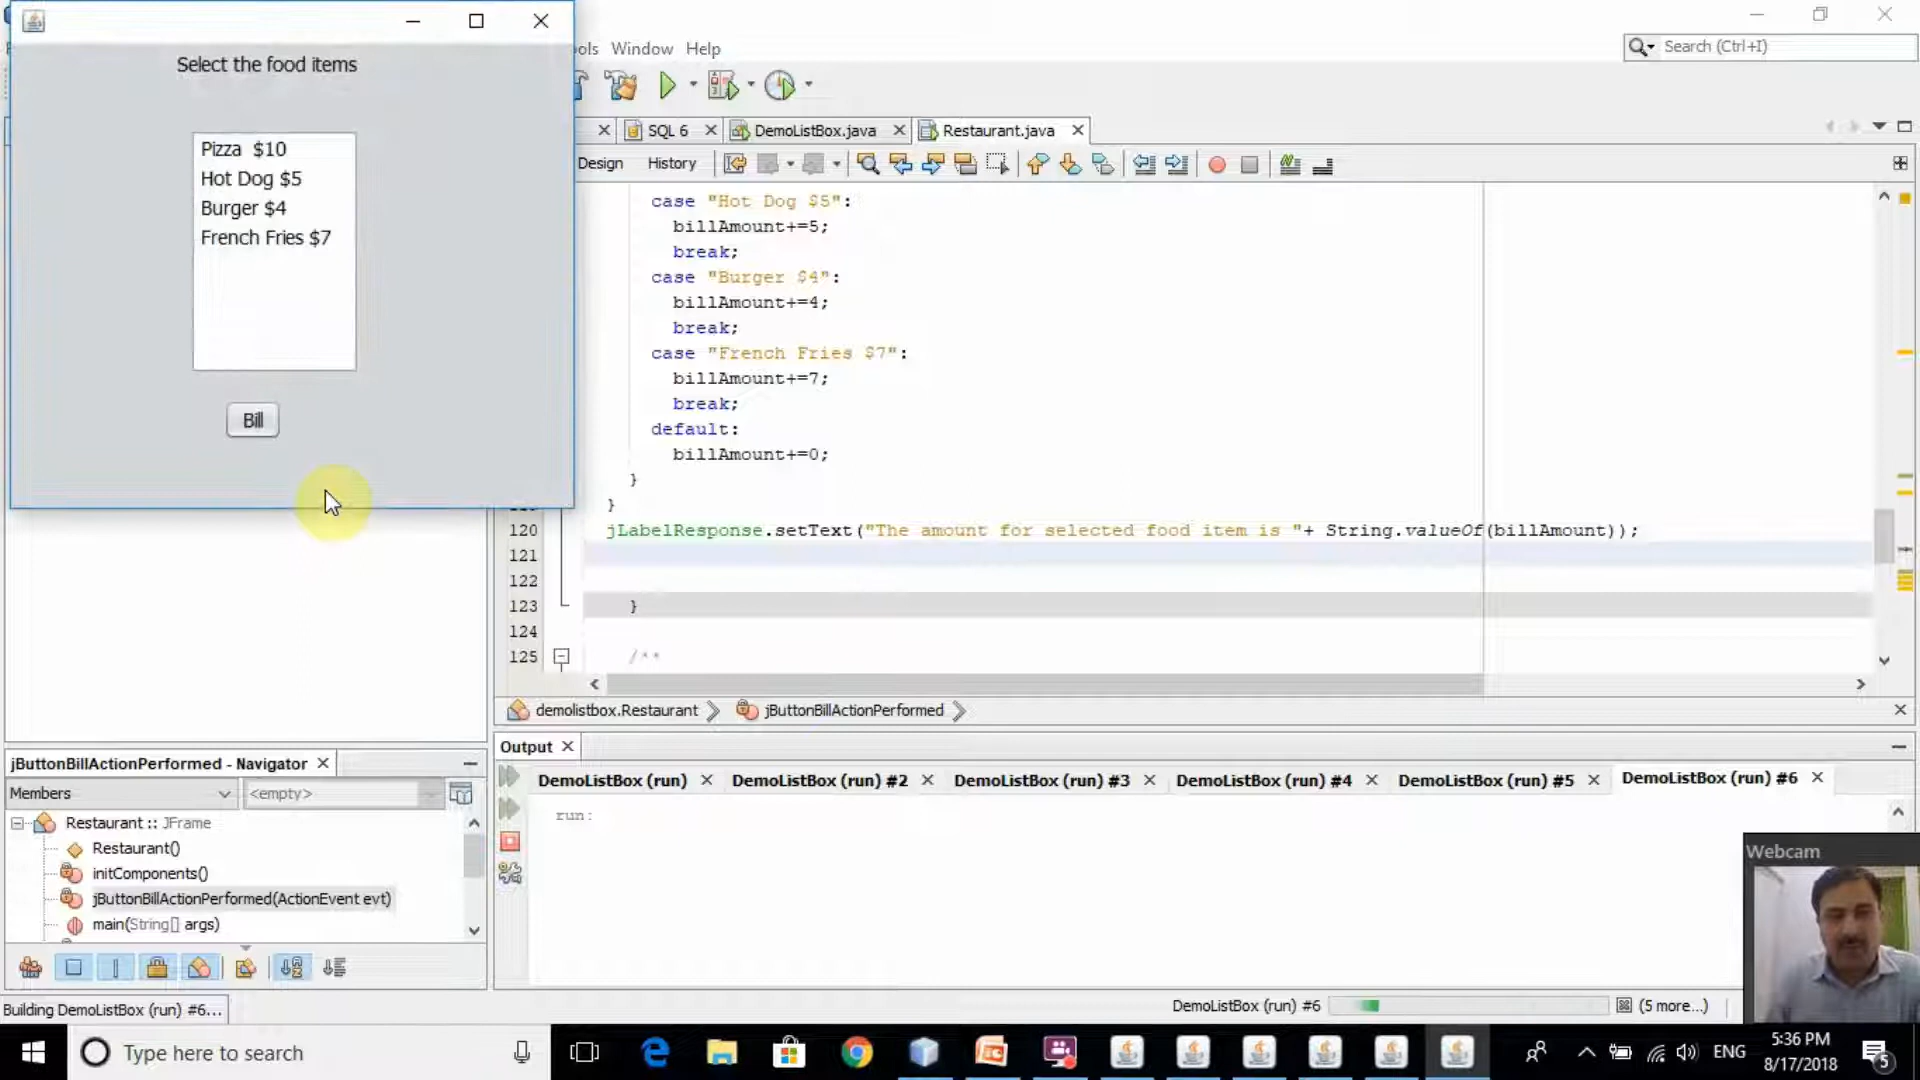 Select the food items
Pizza  $10
Hot Dog $5
Burger $4
French Fries $7
Bill
ols Window Help
Search (Ctrl+I)
SQL 6
DemoListBox.java
Restaurant.java
Design History
case "Hot Dog $5":
billAmount+=5;
break;
case "Burger $4":
billAmount+=4;
break;
case "French Fries $7":
billAmount+=7;
break;
default:
billAmount+=0;
}
}
120 jLabelResponse.setText("The amount for selected food item is "+ String.valueOf(billAmount));
121
122
123 }
124
125 /**
demolistbox.Restaurant
jButtonBillActionPerformed
jButtonBillActionPerformed - Navigator
Members
<empty>
Restaurant :: JFrame
Restaurant()
initComponents()
jButtonBillActionPerformed(ActionEvent evt)
main(String[] args)
Output
DemoListBox (run)
DemoListBox (run) #2
DemoListBox (run) #3
DemoListBox (run) #4
DemoListBox (run) #5
DemoListBox (run) #6
run:
Webcam
Building DemoListBox (run) #6...
DemoListBox (run) #6
(5 more...)
Type here to search
ENG
5:36 PM
8/17/2018
5